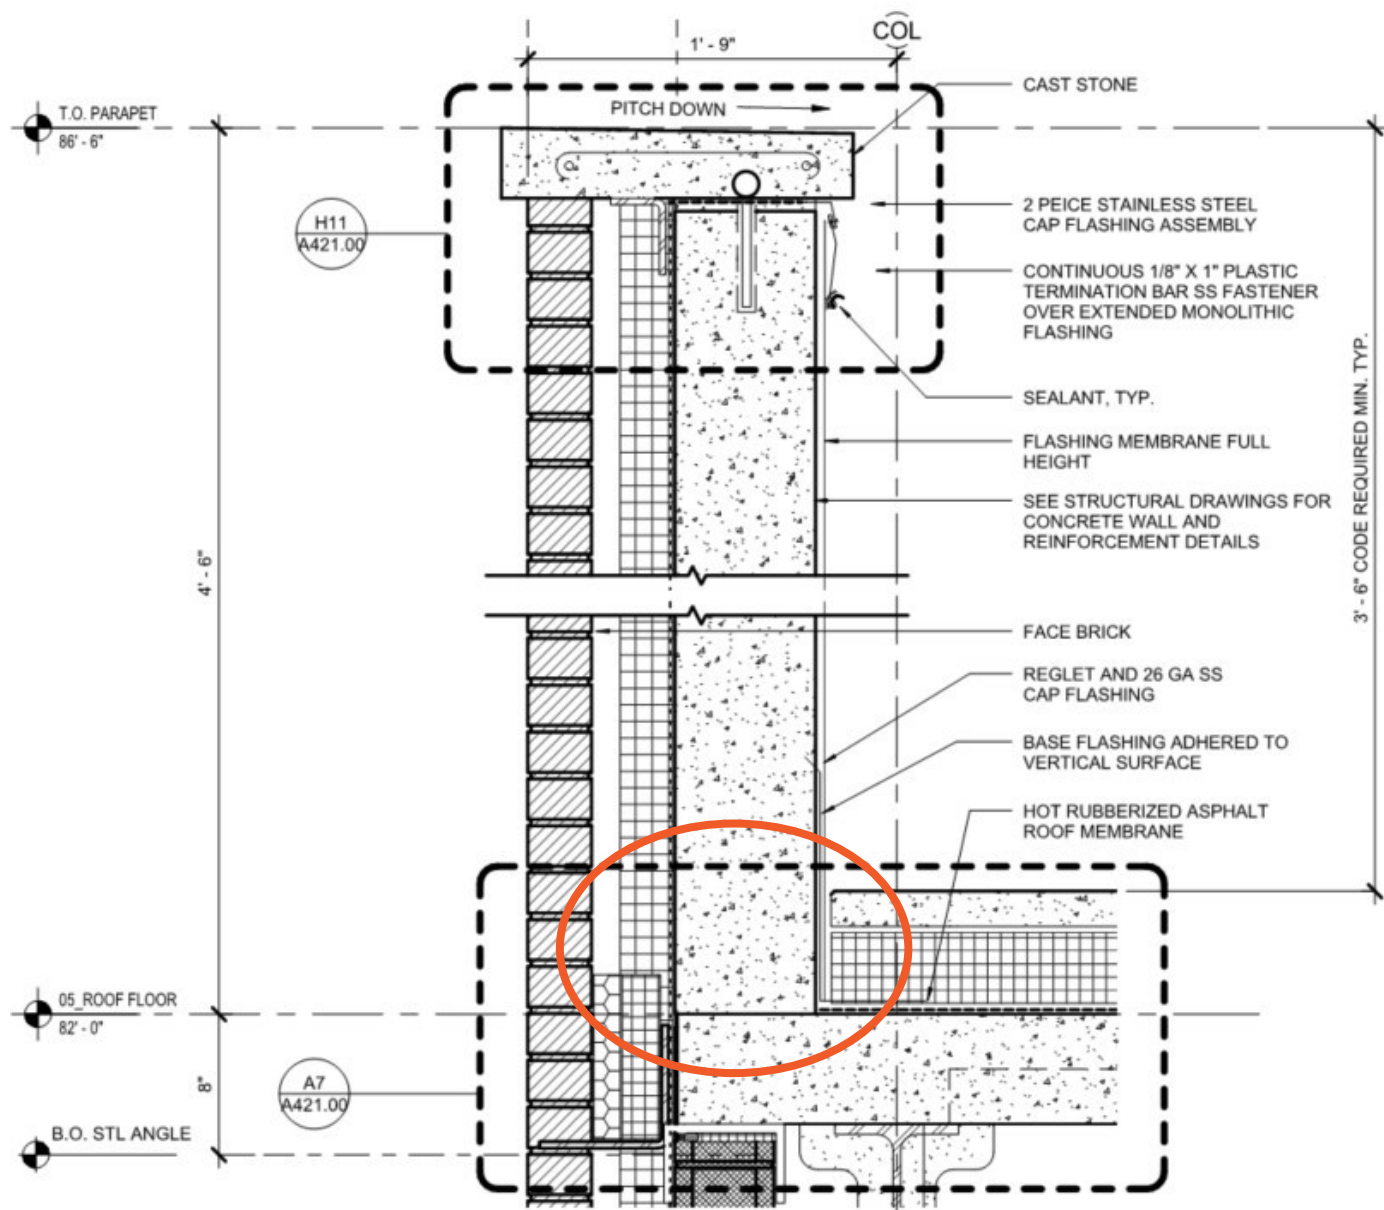 COL
1' - 9"
T.O. PARAPET
86' - 6"
PITCH DOWN
CAST STONE
H11
A421.00
2 PEICE STAINLESS STEEL
CAP FLASHING ASSEMBLY
CONTINUOUS 1/8" X 1" PLASTIC
TERMINATION BAR SS FASTENER
OVER EXTENDED MONOLITHIC
FLASHING
SEALANT, TYP.
FLASHING MEMBRANE FULL
HEIGHT
SEE STRUCTURAL DRAWINGS FOR
CONCRETE WALL AND
REINFORCEMENT DETAILS
3' - 6" CODE REQUIRED MIN. TYP.
4' - 6"
FACE BRICK
REGLET AND 26 GA SS
CAP FLASHING
BASE FLASHING ADHERED TO
VERTICAL SURFACE
HOT RUBBERIZED ASPHALT
ROOF MEMBRANE
05_ROOF FLOOR
82' - 0"
8"
A7
A421.00
B.O. STL ANGLE